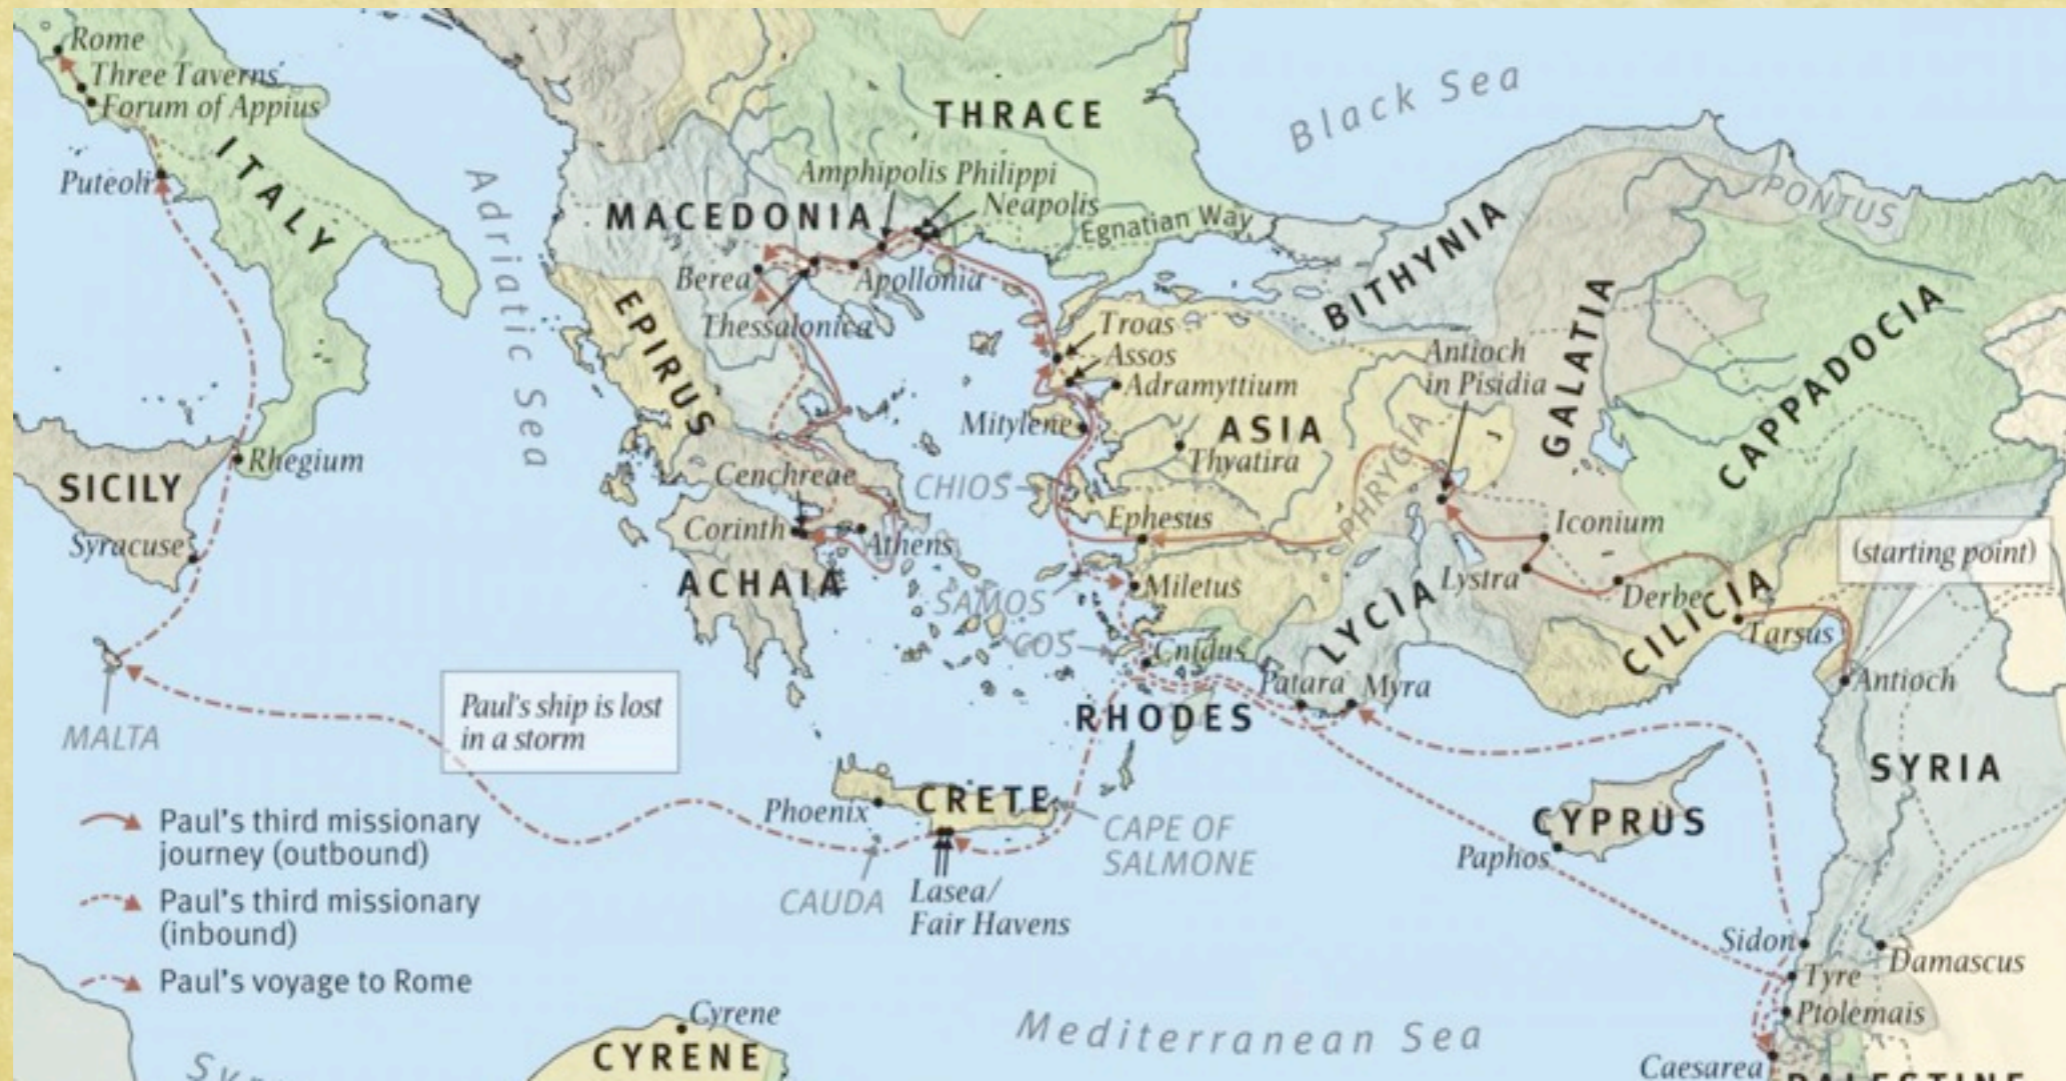 Rome
Three Taverns
Forum of Appius
ITALY
Puteoli
Adriatic Sea
THRACE
Black Sea
Amphipolis Philippi
Neapolis
MACEDONIA
Egnatian Way
PONTUS
BITHYNIA
Berea
Apollonia
Thessalonica
EPIRUS
Troas
Assos
Adramyttium
Antioch
in Pisidia
GALATIA
CAPPADOCIA
Mitylene
ASIA
Thyatira
PHRYGIA
Rhegium
SICILY
Cenchreae
CHIOS
Corinth
Athens
Ephesus
Iconium
(starting point)
Syracuse
ACHAIA
SAMOS
Miletus
Lystra
Derbe
CILICIA
Tarsus
LYCIA
COS
Cnidus
Patara Myra
Antioch
MALTA
Paul's ship is lost
in a storm
RHODES
SYRIA
CRETE
Phoenix
CAPE OF
SALMONE
CYPRUS
Paphos
CAUDA
Lasea/
Fair Havens
Paul's third missionary
journey (outbound)
Paul's third missionary
(inbound)
Paul's voyage to Rome
Sidon
Damascus
Tyre
Ptolemais
Cyrene
CYRENE
Mediterranean Sea
Caesarea
PALESTINE